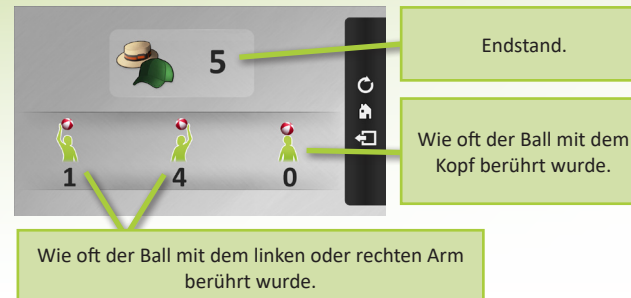 5
Endstand.
1 4 0
Wie oft der Ball mit dem
Kopf berührt wurde.
Wie oft der Ball mit dem linken oder rechten Arm
berührt wurde.